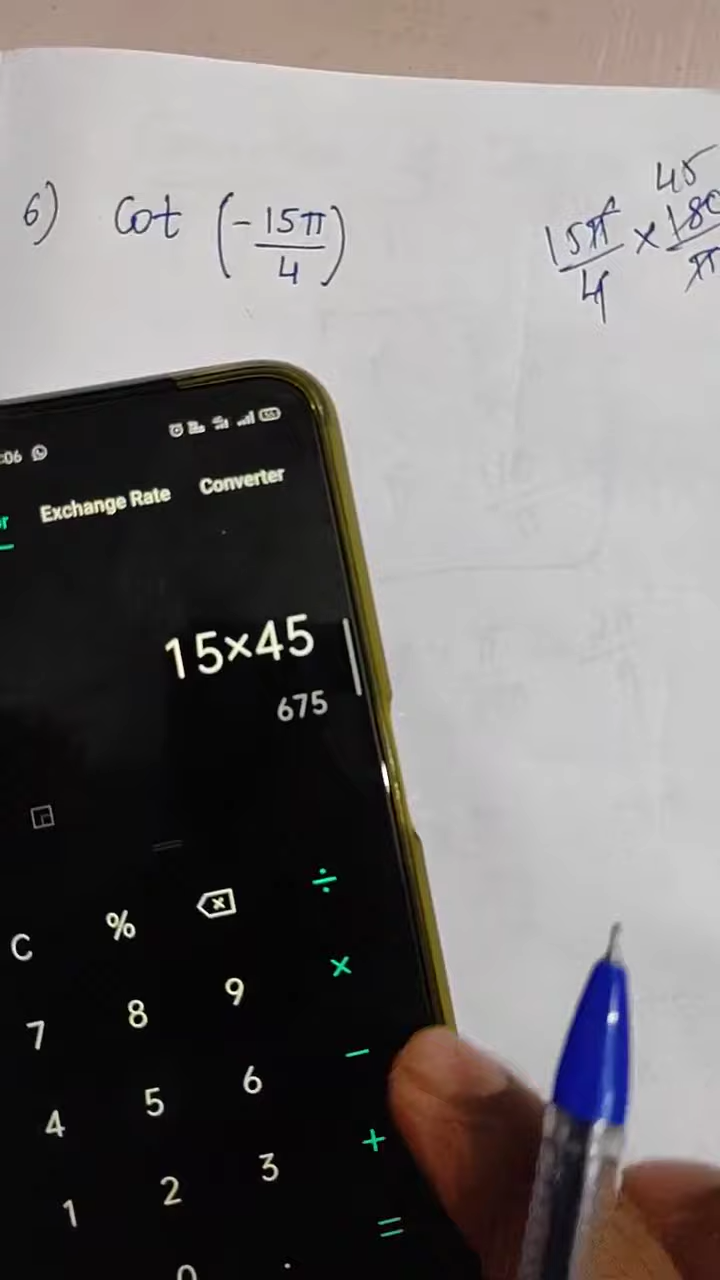 6) cot (-15π/4)
15π/4 × 180/π
45
:06
Exchange Rate Converter
15×45
675
C % ÷
7 8 9 ×
4 5 6 −
1 2 3 +
0 . =